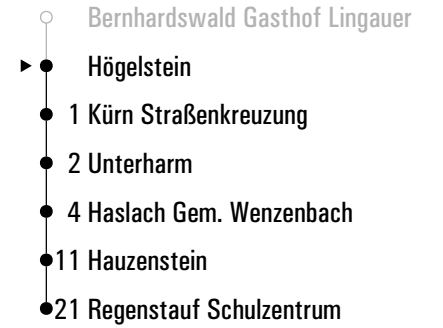 Bernhardswald Gasthof Lingauer
Högelstein
1 Kürn Straßenkreuzung
2 Unterharm
4 Haslach Gem. Wenzenbach
11 Hauzenstein
21 Regenstauf Schulzentrum